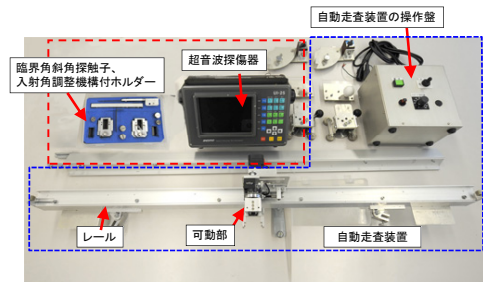 自動走査装置の操作盤
超音波探傷器
臨界角斜角探触子、
入射角調整機構付ホルダー
レール
可動部
自動走査装置